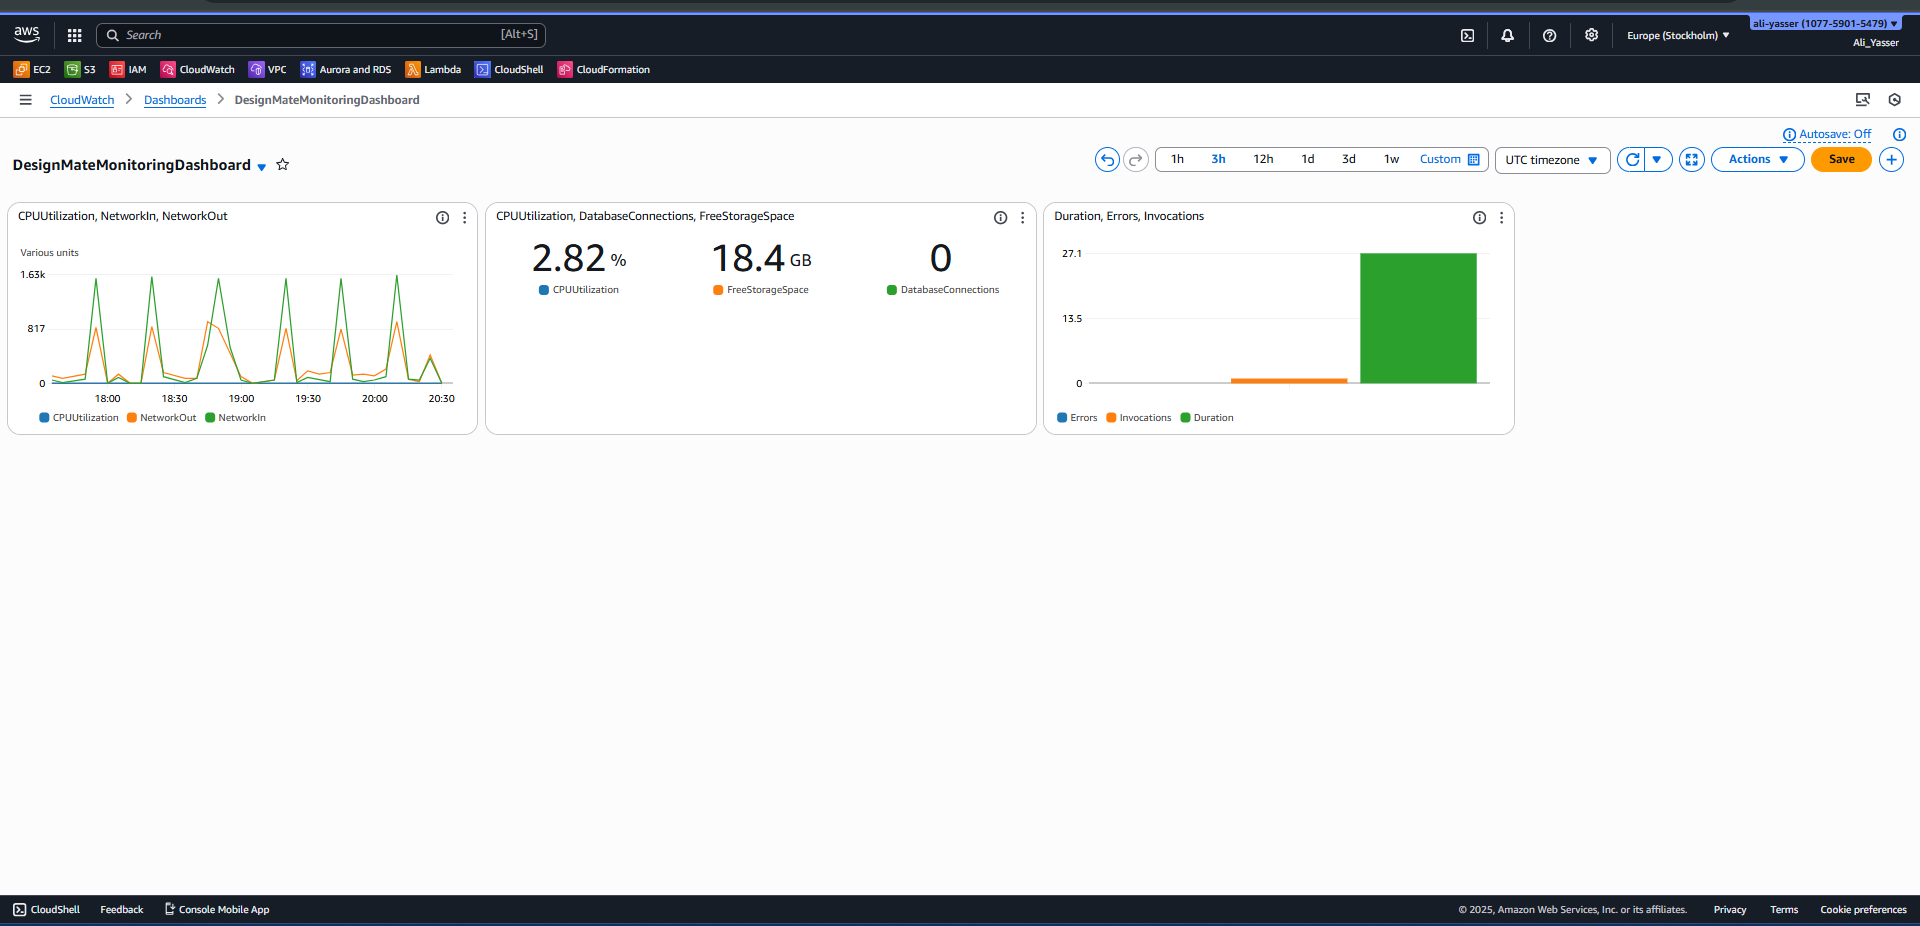 aws
Search [Alt+S]
Europe (Stockholm)
ali-yasser (1077-5901-5479)
Ali_Yasser
EC2 S3 IAM CloudWatch VPC Aurora and RDS Lambda CloudShell CloudFormation
CloudWatch Dashboards DesignMateMonitoringDashboard
Autosave: Off
DesignMateMonitoringDashboard
1h 3h 12h 1d 3d 1w Custom UTC timezone Actions Save
CPUUtilization, NetworkIn, NetworkOut
Various units
1.63k
817
0
18:00 18:30 19:00 19:30 20:00 20:30
CPUUtilization NetworkOut NetworkIn
CPUUtilization, DatabaseConnections, FreeStorageSpace
2.82 % 18.4 GB 0
CPUUtilization FreeStorageSpace DatabaseConnections
Duration, Errors, Invocations
27.1
13.5
0
Errors Invocations Duration
CloudShell Feedback Console Mobile App © 2025, Amazon Web Services, Inc. or its affiliates. Privacy Terms Cookie preferences